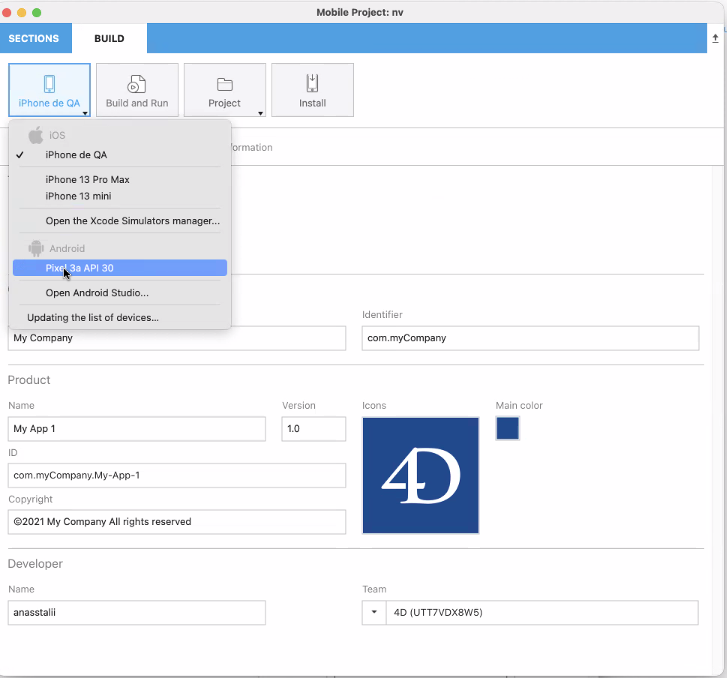 Mobile Project: nv
SECTIONS
BUILD
iPhone de QA
Build and Run
Project
Install
iOS
ormation
iPhone de QA
iPhone 13 Pro Max
iPhone 13 mini
Open the Xcode Simulators manager...
Android
Pixel 3a API 30
Open Android Studio...
Updating the list of devices...
Identifier
My Company
com.myCompany
Product
Name
Version
Icons
Main color
My App 1
1.0
4D
ID
com.myCompany.My-App-1
Copyright
©2021 My Company All rights reserved
Developer
Name
Team
anasstalii
4D (UTT7VDX8W5)